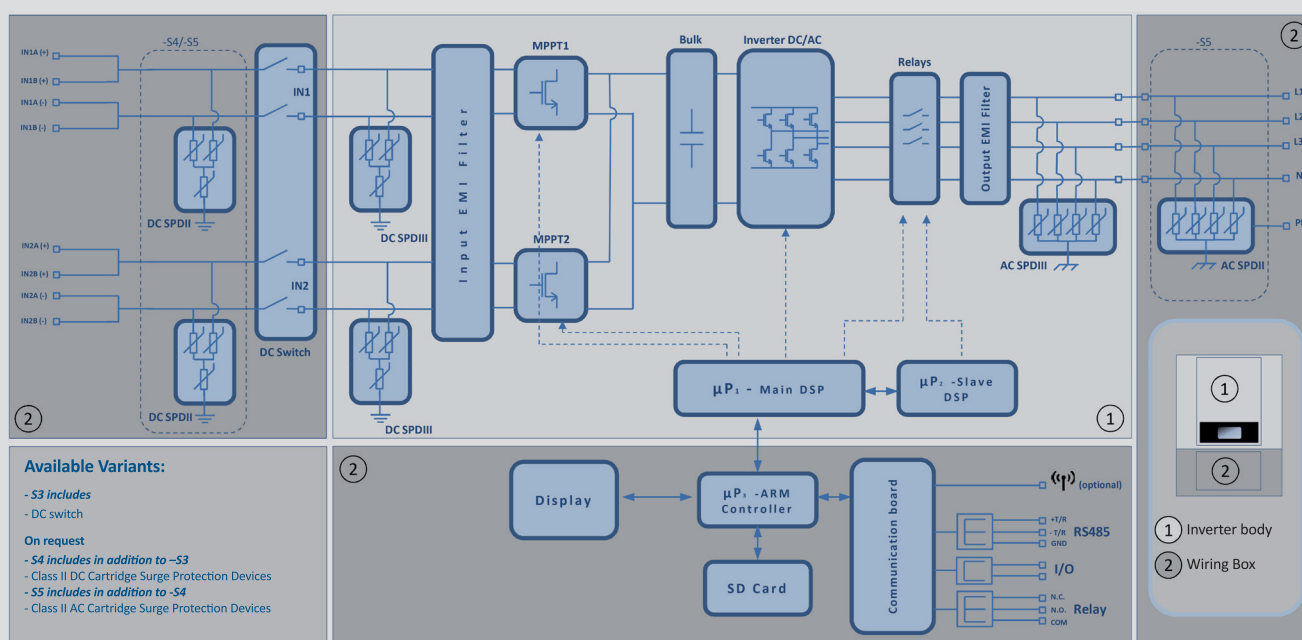 -S4/-S5
IN1A (+)
IN1B (+)
IN1A (-)
IN1B (-)
DC SPDII
IN1
IN2A (+)
IN2B (+)
IN2A (-)
IN2B (-)
DC SPDII
IN2
DC Switch
2
DC SPDIII
DC SPDIII
Input EMI Filter
MPPT1
MPPT2
Bulk
Inverter DC/AC
Relays
Output EMI Filter
AC SPDIII
µP₁ - Main DSP
µP₂ -Slave
DSP
1
-S5
2
L1
L2
L3
N
AC SPDII
1
2
1 Inverter body
2 Wiring Box
Available Variants:
- S3 includes
- DC switch
On request
- S4 includes in addition to –S3
- Class II DC Cartridge Surge Protection Devices
- S5 includes in addition to -S4
- Class II AC Cartridge Surge Protection Devices
2
Display
µP₃ -ARM
Controller
SD Card
Communication board
(optional)
+T/R
- T/R RS485
GND
I/O
N.C.
N.O. Relay
COM